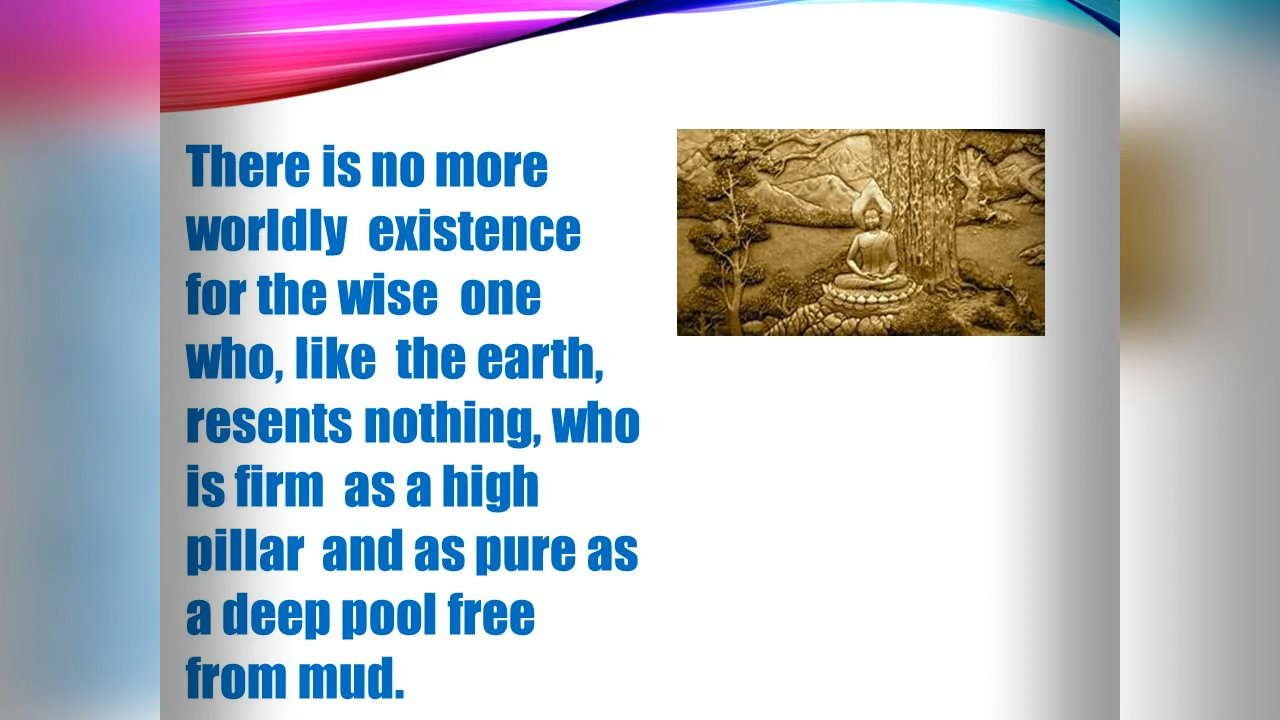 There is no more
worldly existence
for the wise one
who, like the earth,
resents nothing, who
is firm as a high
pillar and as pure as
a deep pool free
from mud.